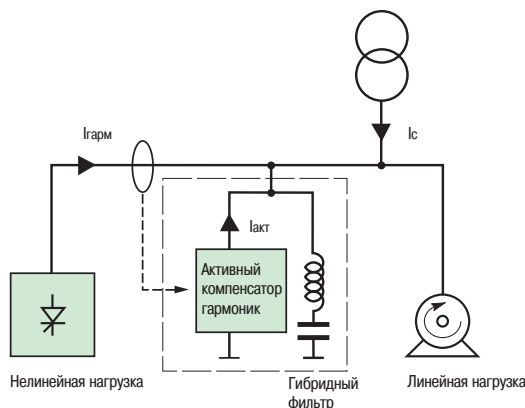 Iгарм
Iс
Iакт
Активный
компенсатор
гармоник
Нелинейная нагрузка
Гибридный
фильтр
Линейная нагрузка